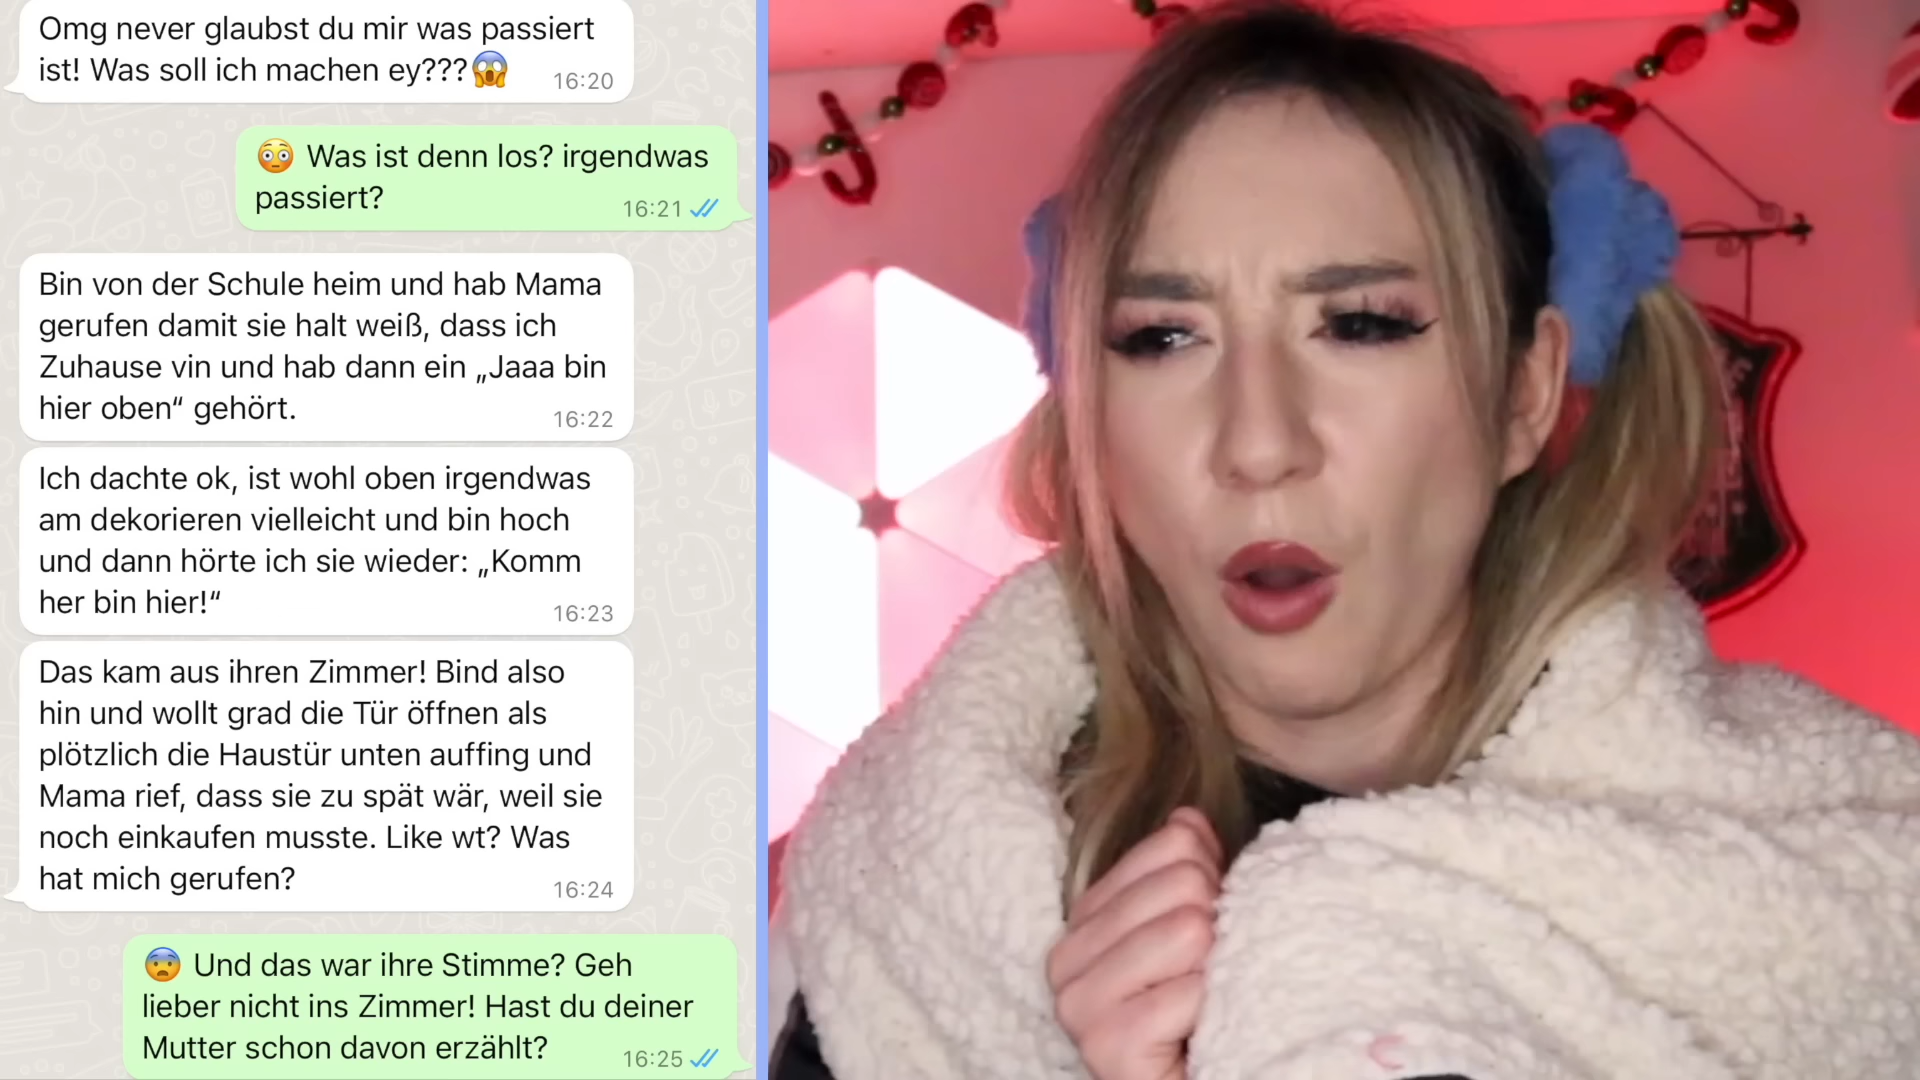 Omg never glaubst du mir was passiert
ist! Was soll ich machen ey???😱
16:20
😳 Was ist denn los? irgendwas
passiert?
16:21
Bin von der Schule heim und hab Mama
gerufen damit sie halt weiß, dass ich
Zuhause vin und hab dann ein „Jaaa bin
hier oben“ gehört.
16:22
Ich dachte ok, ist wohl oben irgendwas
am dekorieren vielleicht und bin hoch
und dann hörte ich sie wieder: „Komm
her bin hier!“
16:23
Das kam aus ihren Zimmer! Bind also
hin und wollt grad die Tür öffnen als
plötzlich die Haustür unten auffing und
Mama rief, dass sie zu spät wär, weil sie
noch einkaufen musste. Like wt? Was
hat mich gerufen?
16:24
😨 Und das war ihre Stimme? Geh
lieber nicht ins Zimmer! Hast du deiner
Mutter schon davon erzählt?
16:25